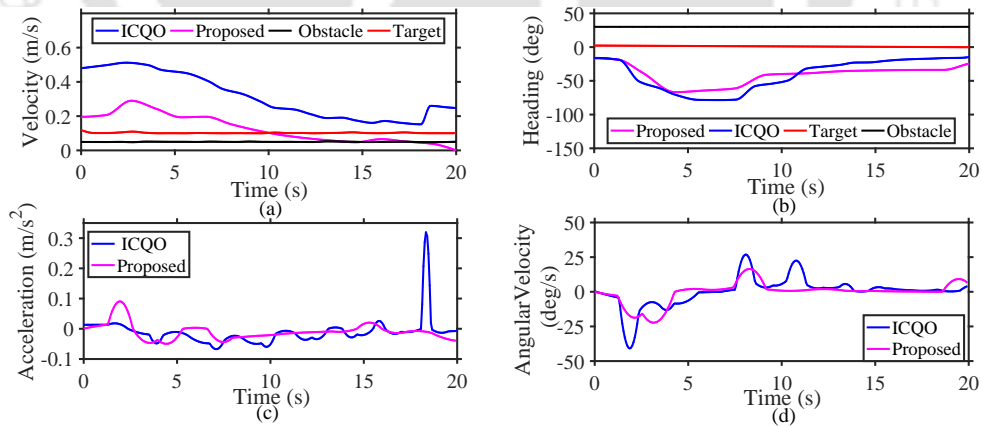 ICQO Proposed Obstacle Target
Velocity (m/s
0.6
0.4
0.2
0
0 5 10 15 20
Time (s)
(a)
Heading (deg)
50
0
-50
-100
-150
Proposed ICQO Target Obstacle
0 5 10 15 20
Time (s)
(b)
Acceleration (m/s²)
0.3
0.2
0.1
0
-0.1
ICQO
Proposed
0 5 10 15 20
Time (s)
(c)
AngularVelocity
(deg/s)
50
25
0
-25
-50
ICQO
Proposed
0 5 10 15 20
Time (s)
(d)